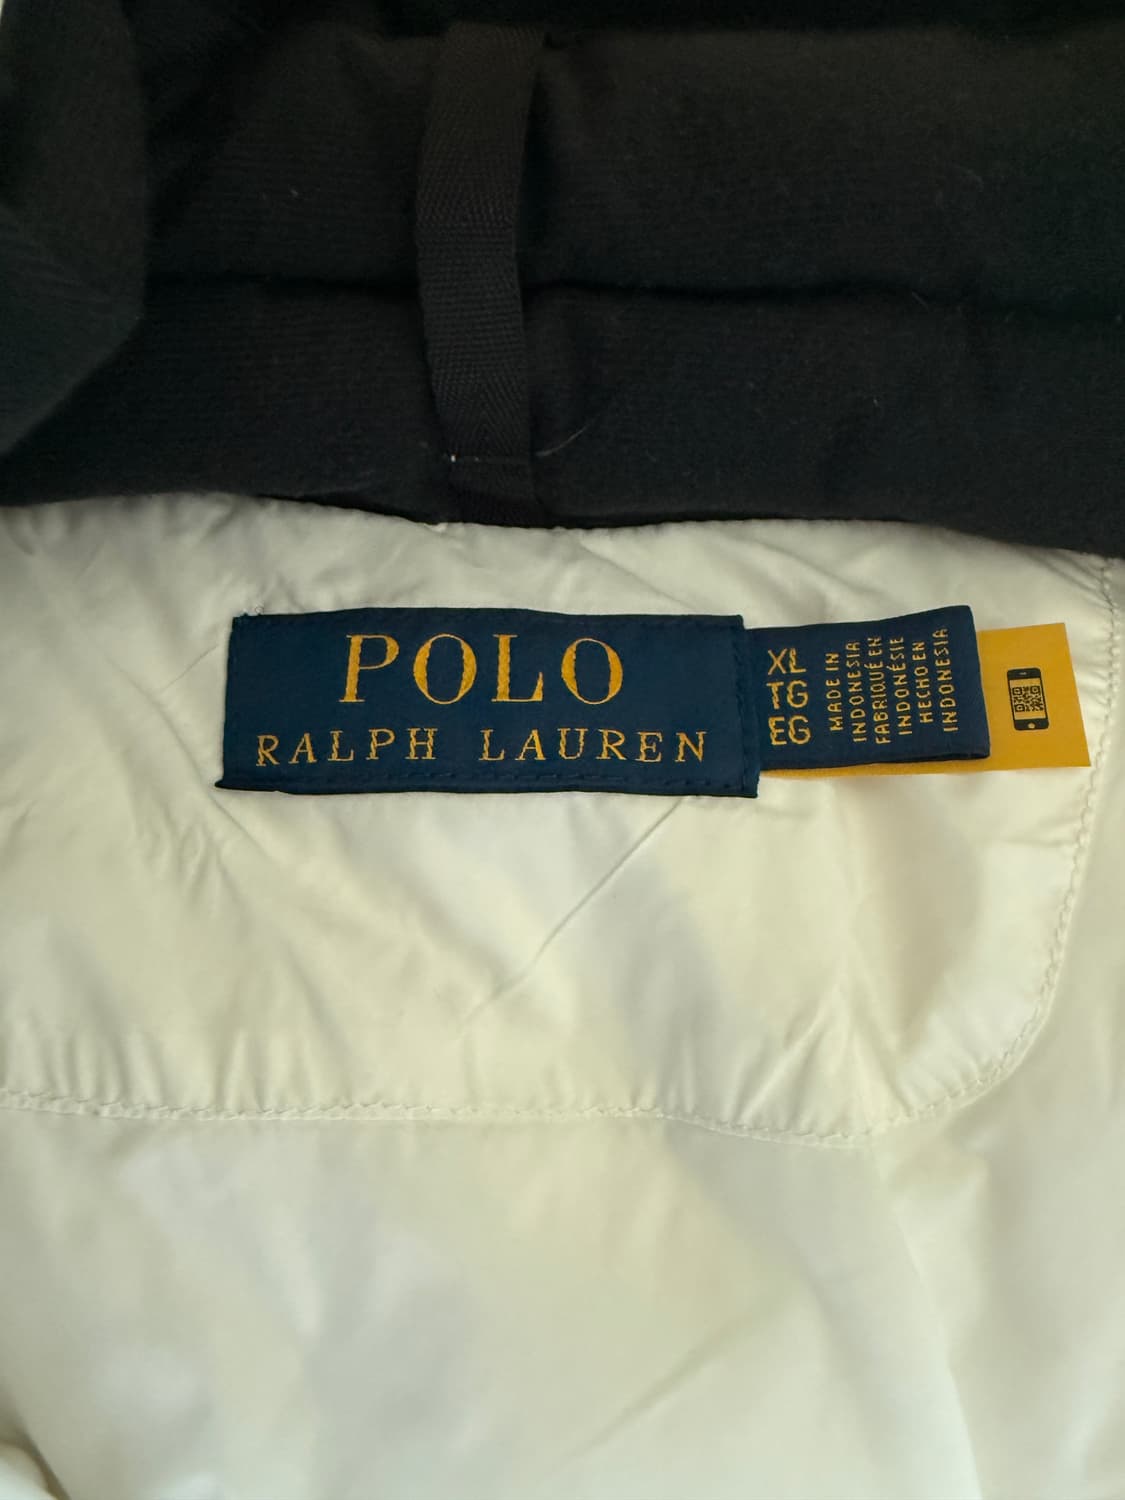 POLO
RALPH LAUREN
XL
TG
EG
MADE IN
INDONESIA
FABRIQUÉ EN
INDONÉSIE
HECHO EN
INDONESIA